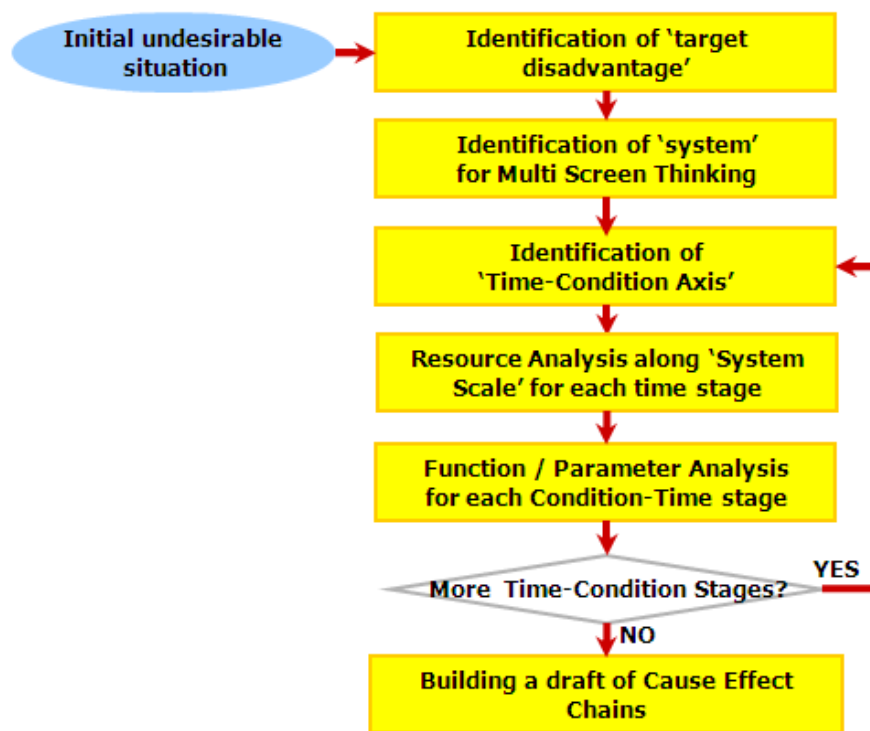 Initial undesirable
situation
Identification of ‘target
disadvantage’
Identification of ‘system’
for Multi Screen Thinking
Identification of
‘Time-Condition Axis’
Resource Analysis along ‘System
Scale’ for each time stage
Function / Parameter Analysis
for each Condition-Time stage
More Time-Condition Stages?
YES
NO
Building a draft of Cause Effect
Chains